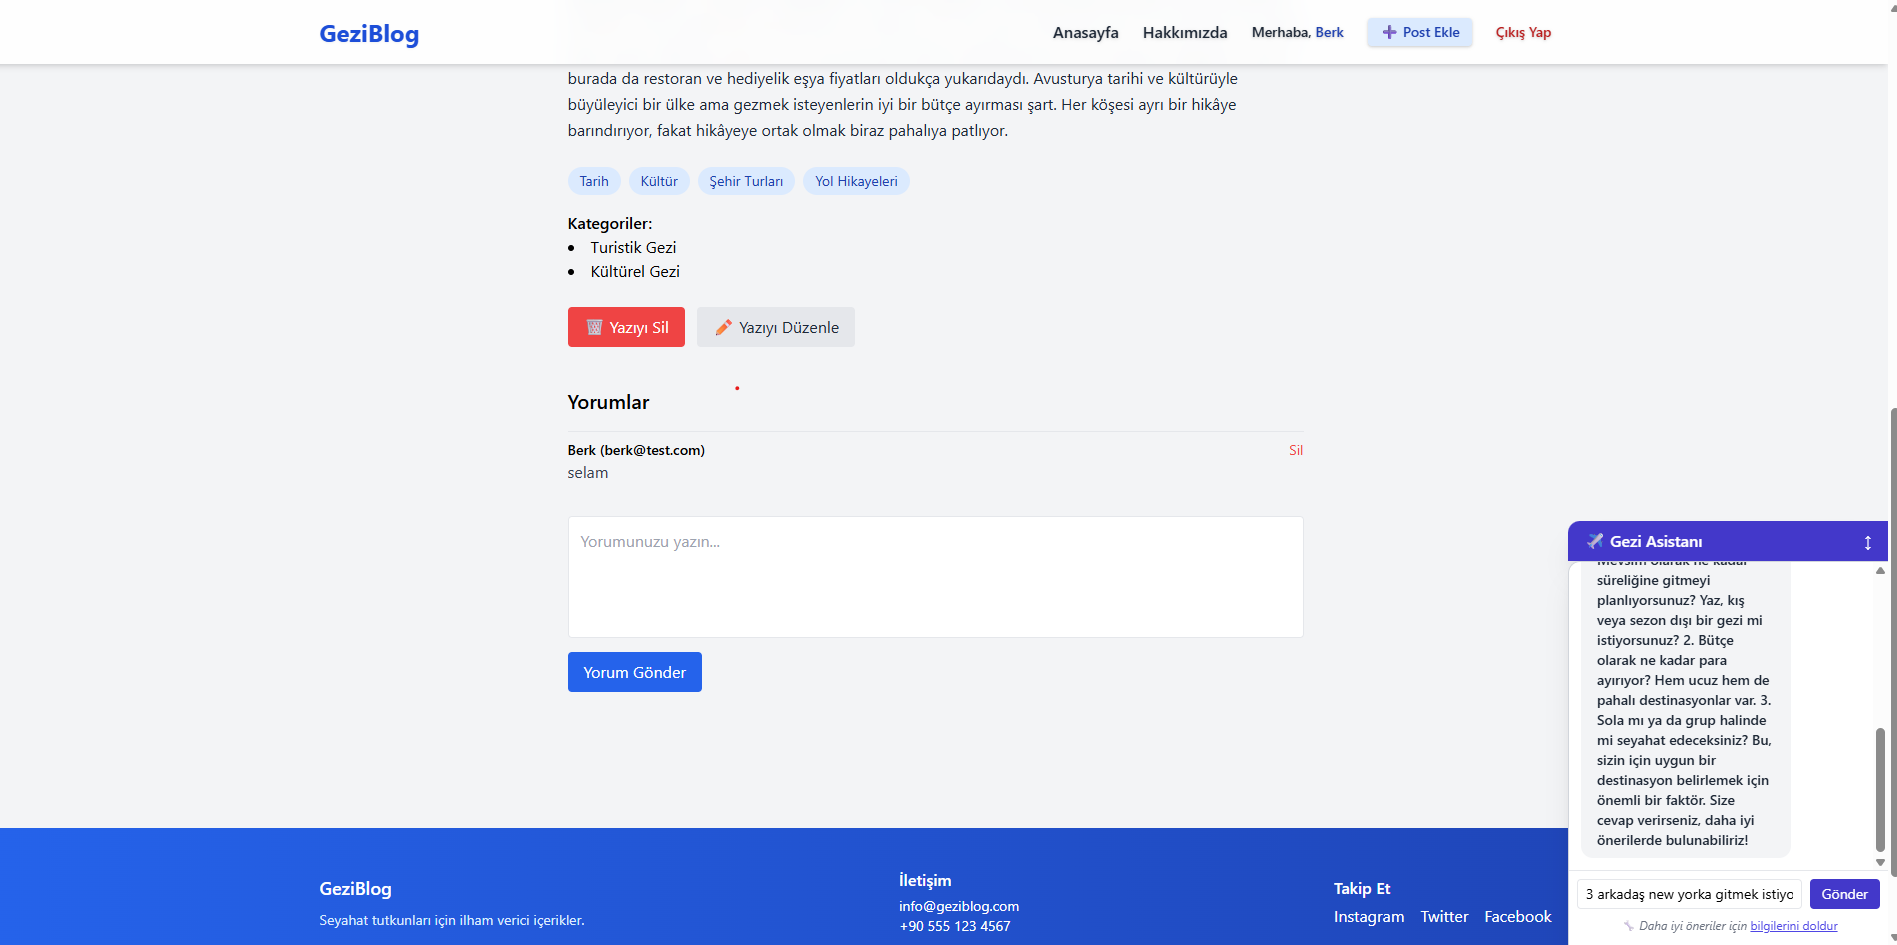 GeziBlog
Anasayfa Hakkımızda Merhaba, Berk ➕ Post Ekle Çıkış Yap
burada da restoran ve hediyelik eşya fiyatları oldukça yukarıdaydı. Avusturya tarihi ve kültürüyle
büyüleyici bir ülke ama gezmek isteyenlerin iyi bir bütçe ayırması şart. Her köşesi ayrı bir hikâye
barındırıyor, fakat hikâyeye ortak olmak biraz pahalıya patlıyor.
Tarih Kültür Şehir Turları Yol Hikayeleri
Kategoriler:
• Turistik Gezi
• Kültürel Gezi
Yazıyı Sil Yazıyı Düzenle
Yorumlar
Berk (berk@test.com) Sil
selam
Yorumunuzu yazın...
Yorum Gönder
Gezi Asistanı
Mevsim olarak ne kadar
süreliğine gitmeyi
planlıyorsunuz? Yaz, kış
veya sezon dışı bir gezi mi
istiyorsunuz? 2. Bütçe
olarak ne kadar para
ayırıyor? Hem ucuz hem de
pahalı destinasyonlar var. 3.
Sola mı ya da grup halinde
mi seyahat edeceksiniz? Bu,
sizin için uygun bir
destinasyon belirlemek için
önemli bir faktör. Size
cevap verirseniz, daha iyi
önerilerde bulunabiliriz!
3 arkadaş new yorka gitmek istiyo Gönder
Daha iyi öneriler için bilgilerini doldur
GeziBlog
Seyahat tutkunları için ilham verici içerikler.
İletişim
info@geziblog.com
+90 555 123 4567
Takip Et
Instagram Twitter Facebook